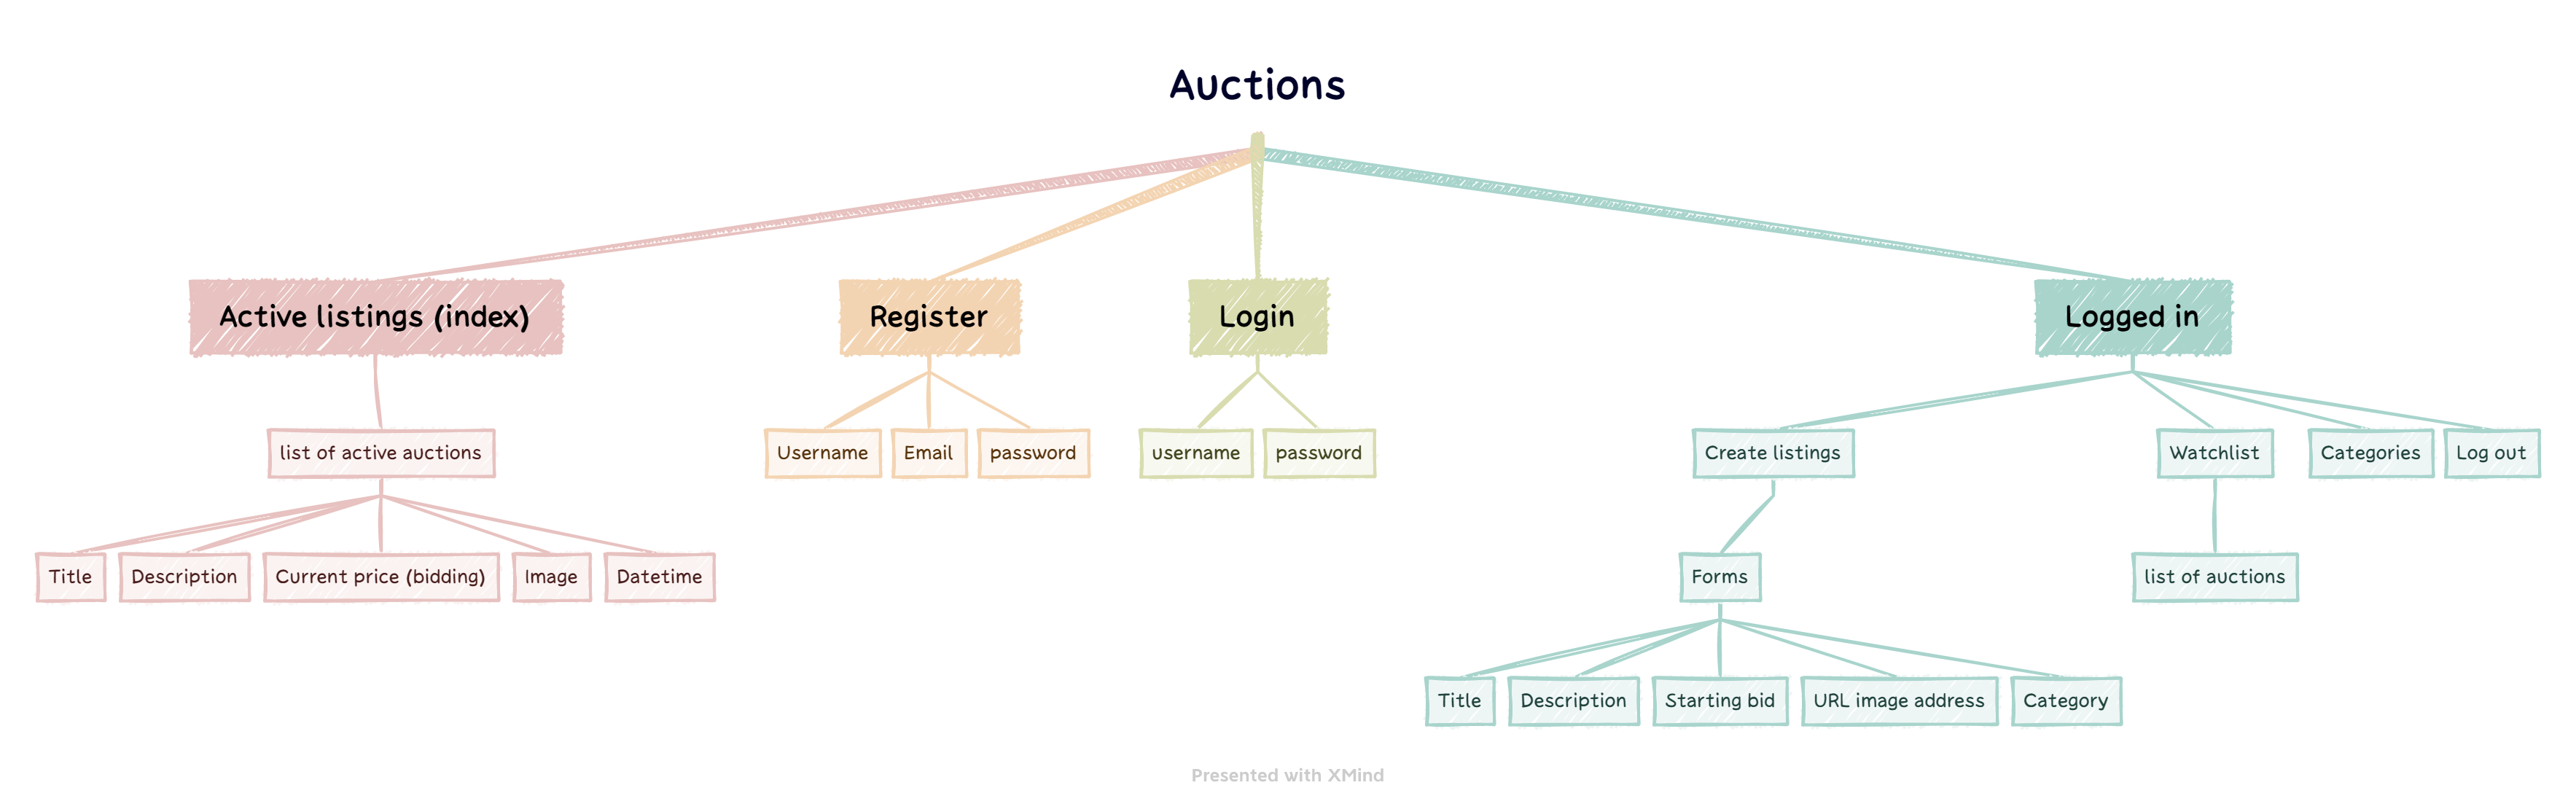 Auctions
Active listings (index)
Register
Login
Logged in
list of active auctions
Username
Email
password
username
password
Create listings
Watchlist
Categories
Log out
Title
Description
Current price (bidding)
Image
Datetime
Forms
list of auctions
Title
Description
Starting bid
URL image address
Category
Presented with XMind